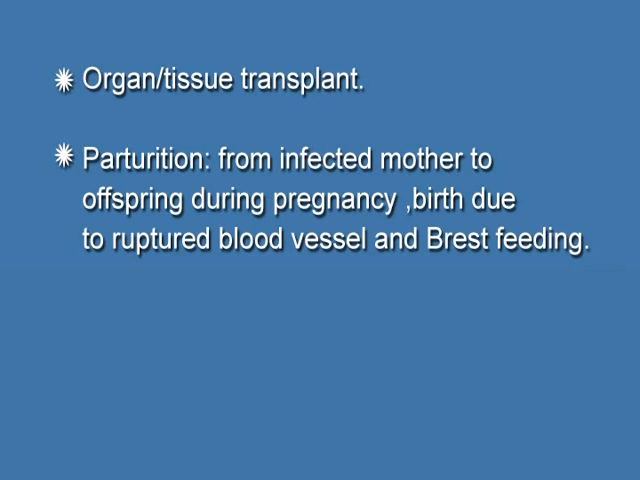 Organ/tissue transplant.
Parturition: from infected mother to
offspring during pregnancy ,birth due
to ruptured blood vessel and Brest feeding.